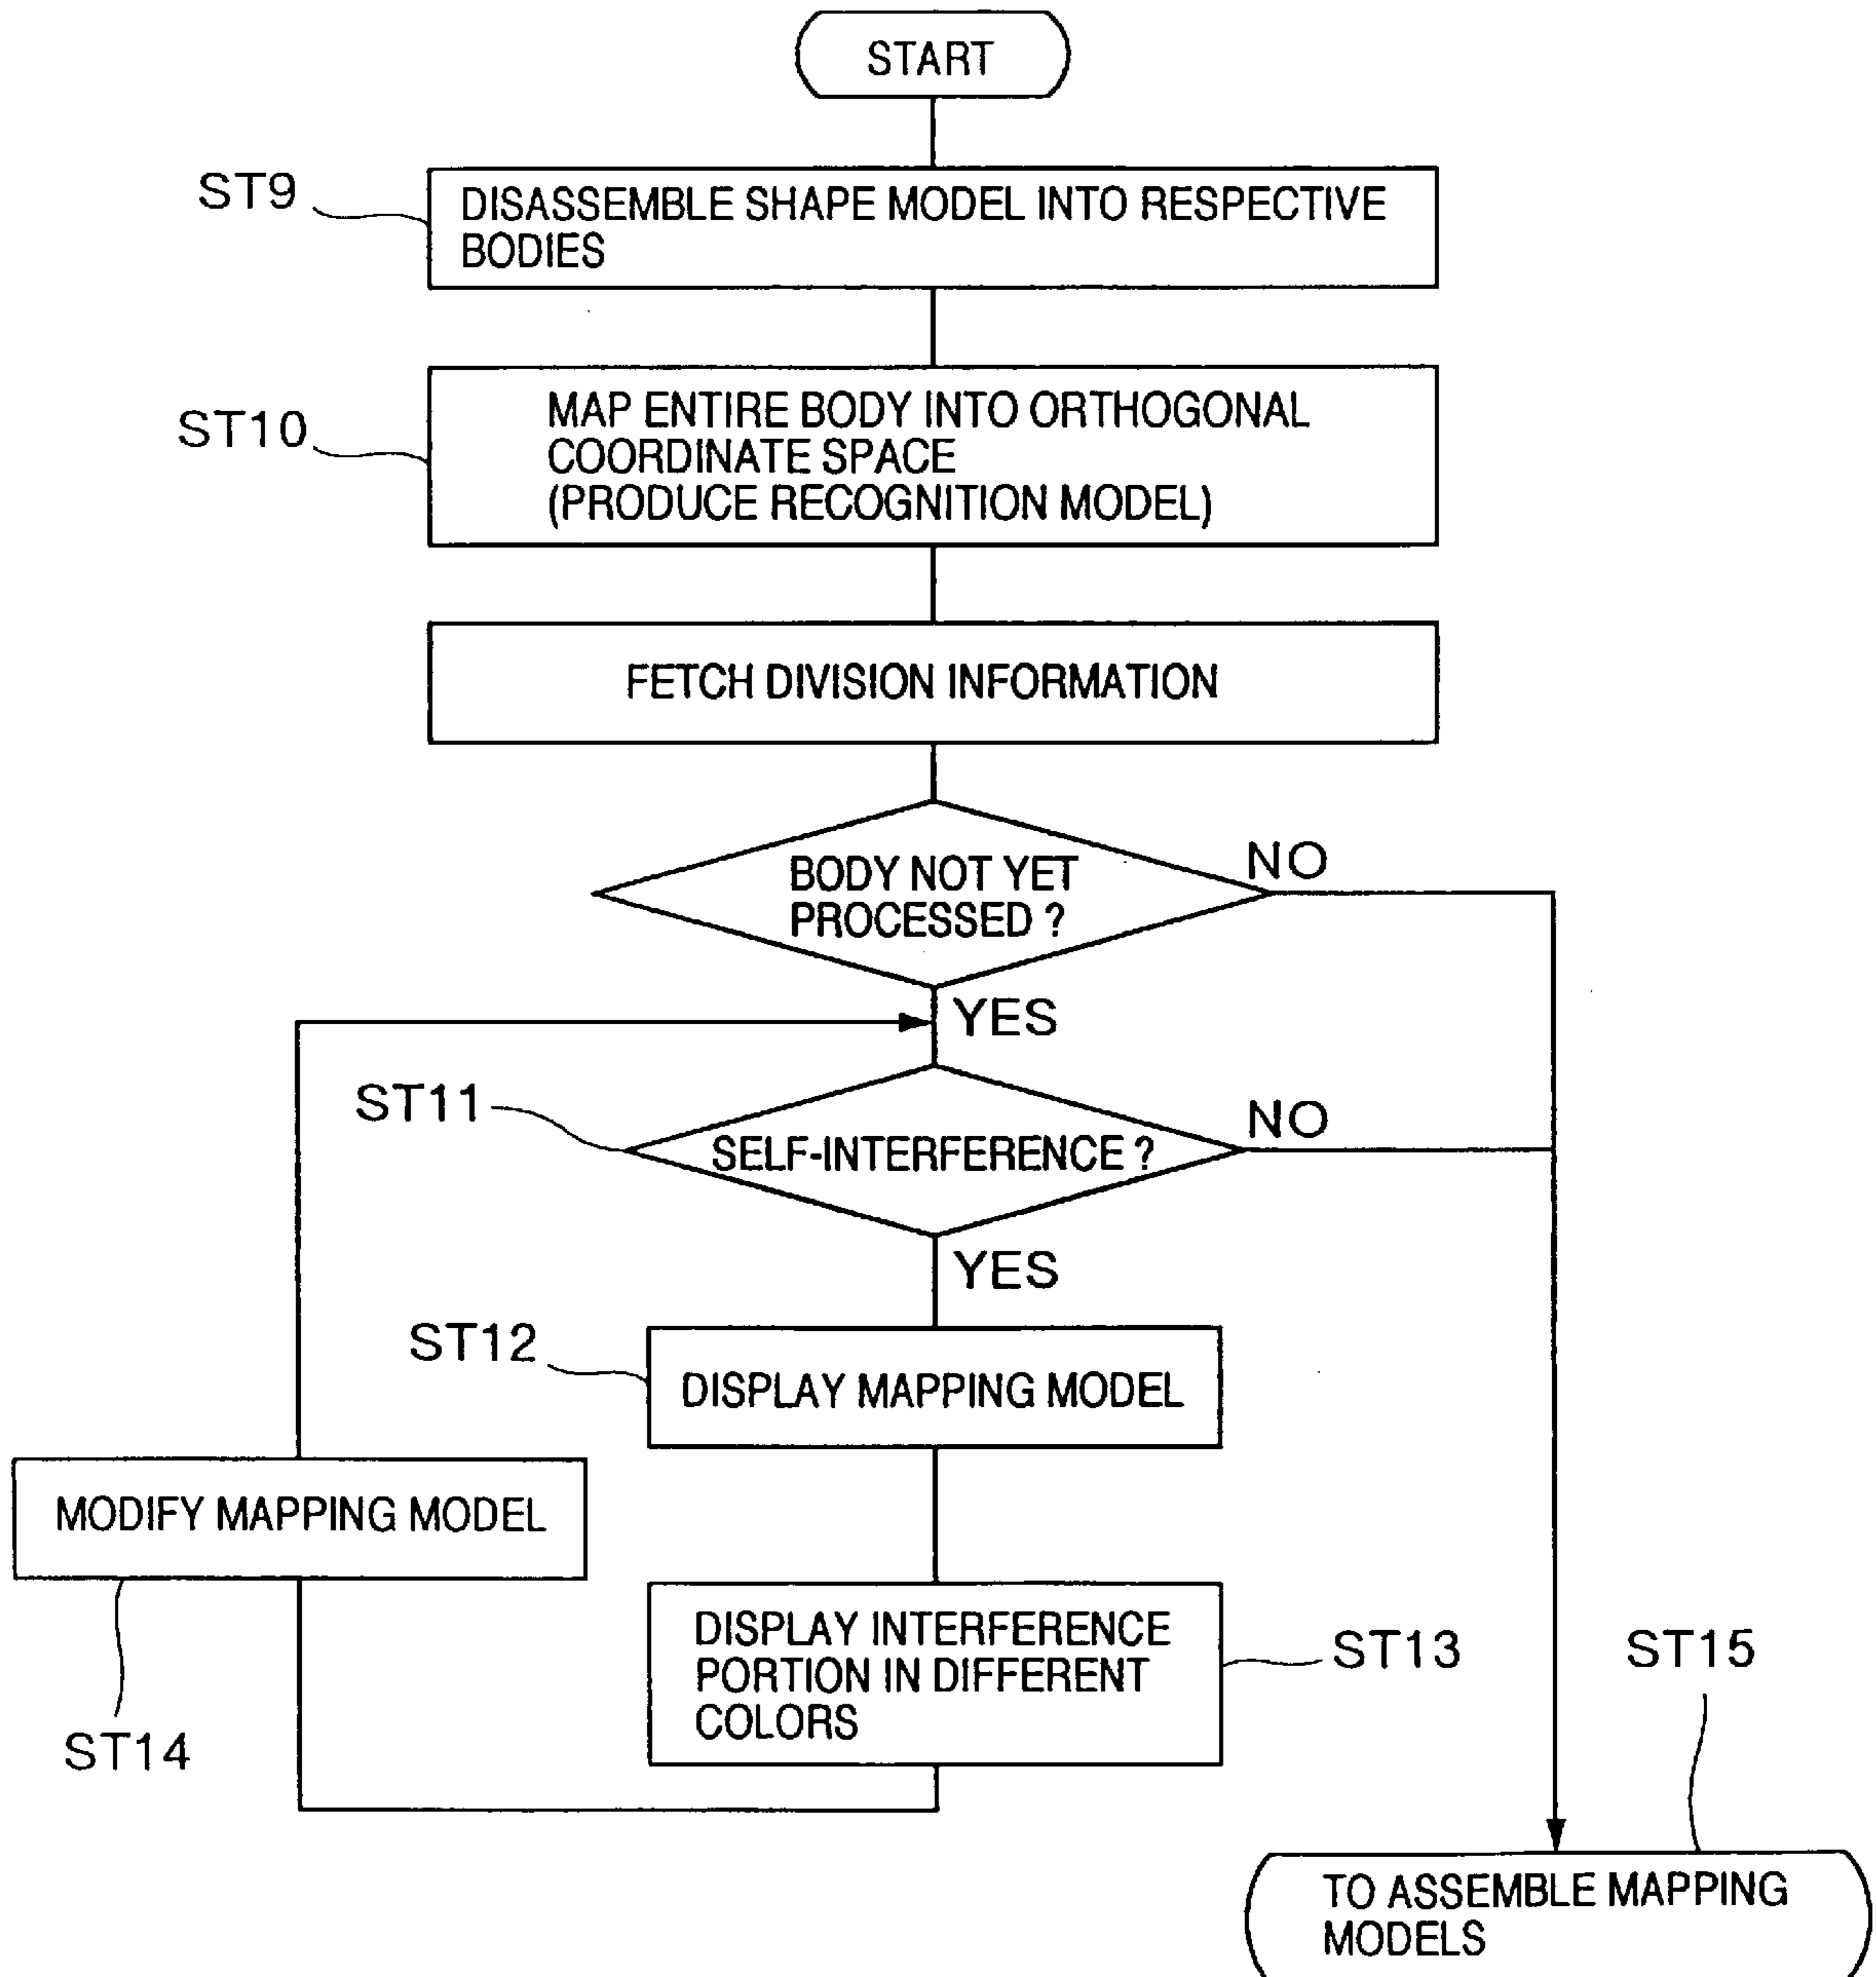 START
ST9
DISASSEMBLE SHAPE MODEL INTO RESPECTIVE
BODIES
ST10
MAP ENTIRE BODY INTO ORTHOGONAL
COORDINATE SPACE
(PRODUCE RECOGNITION MODEL)
FETCH DIVISION INFORMATION
BODY NOT YET
PROCESSED ?
NO
YES
ST11
SELF-INTERFERENCE ?
NO
YES
ST12
DISPLAY MAPPING MODEL
MODIFY MAPPING MODEL
ST14
DISPLAY INTERFERENCE
PORTION IN DIFFERENT
COLORS
ST13
ST15
TO ASSEMBLE MAPPING
MODELS